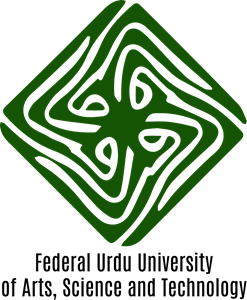 Federal Urdu University
of Arts, Science and Technology